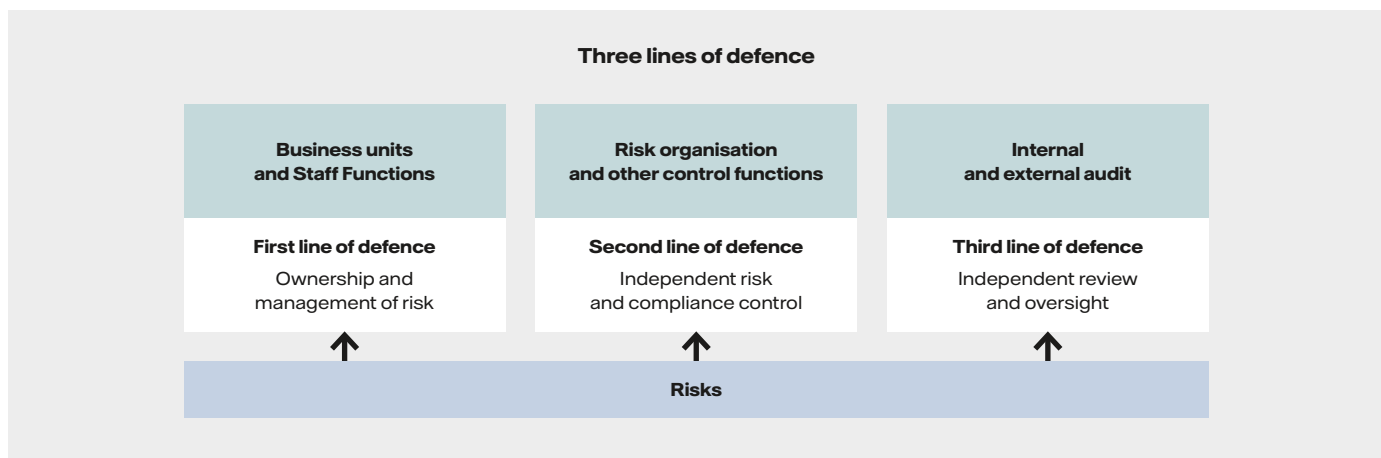 Three lines of defence
Business units
and Staff Functions
First line of defence
Ownership and
management of risk
Risk organisation
and other control functions
Second line of defence
Independent risk
and compliance control
Internal
and external audit
Third line of defence
Independent review
and oversight
Risks